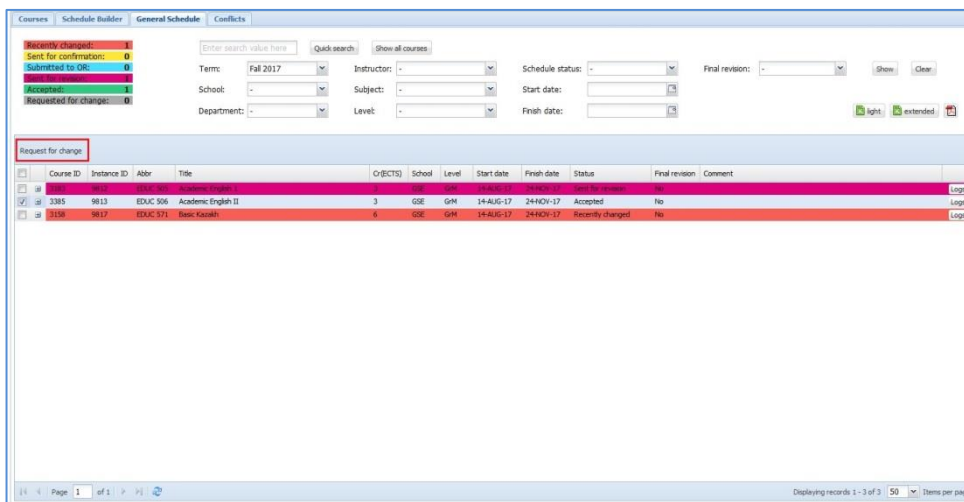 Courses Schedule Builder General Schedule Conflicts
Recently changed: 1
Sent for confirmation: 0
Submitted to OR: 0
Sent for revision: 1
Accepted: 1
Requested for change: 0
Enter search value here Quick search Show all courses
Term: Fall 2017 Instructor: - Schedule status: - Final revision: - Show Clear
School: - Subject: - Start date:
Department: - Level: - Finish date:
light extended
Request for change
Course ID Instance ID Abbr Title Cr(ECTS) School Level Start date Finish date Status Final revision Comment
9812 EDUC 505 Academic English I 3 GSE GrM 14-AUG-17 24-NOV-17 Sent for revision No Logs
3385 9813 EDUC 506 Academic English II 3 GSE GrM 14-AUG-17 24-NOV-17 Accepted No Logs
3158 9817 EDUC 571 Basic Kazakh 6 GSE GrM 14-AUG-17 24-NOV-17 Recently changed No Logs
Page 1 of 1 Displaying records 1 - 3 of 3 50 Items per pag